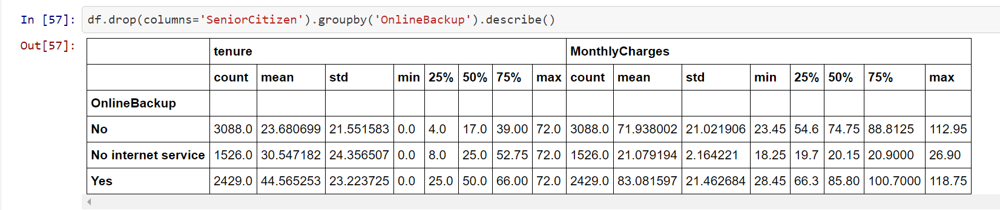 In [57]: df.drop(columns='SeniorCitizen').groupby('OnlineBackup').describe()
Out[57]:
tenure MonthlyCharges
count mean std min 25% 50% 75% max count mean std min 25% 50% 75% max
OnlineBackup
No 3088.0 23.680699 21.551583 0.0 4.0 17.0 39.00 72.0 3088.0 71.938002 21.021906 23.45 54.6 74.75 88.8125 112.95
No internet service 1526.0 30.547182 24.356507 0.0 8.0 25.0 52.75 72.0 1526.0 21.079194 2.164221 18.25 19.7 20.15 20.9000 26.90
Yes 2429.0 44.565253 23.223725 0.0 25.0 50.0 66.00 72.0 2429.0 83.081597 21.462684 28.45 66.3 85.80 100.7000 118.75